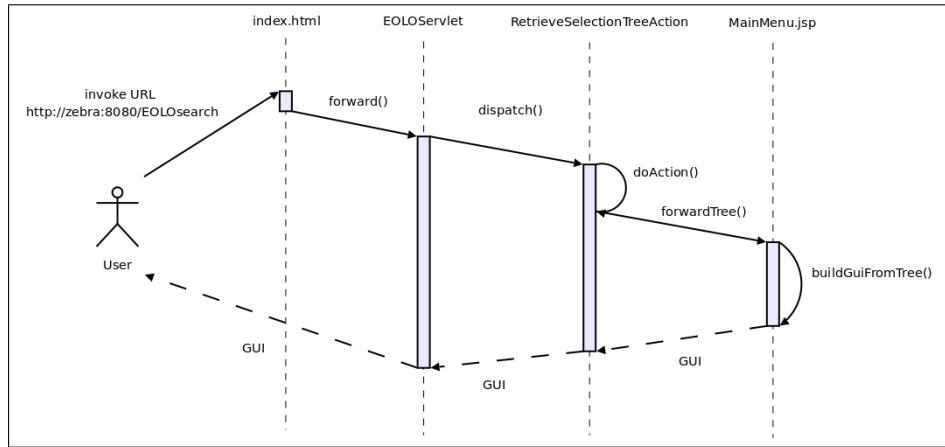 index.html
EOLOServlet
RetrieveSelectionTreeAction
MainMenu.jsp
invoke URL
http://zebra:8080/EOLOsearch
forward()
dispatch()
doAction()
forwardTree()
User
buildGuiFromTree()
GUI
GUI
GUI